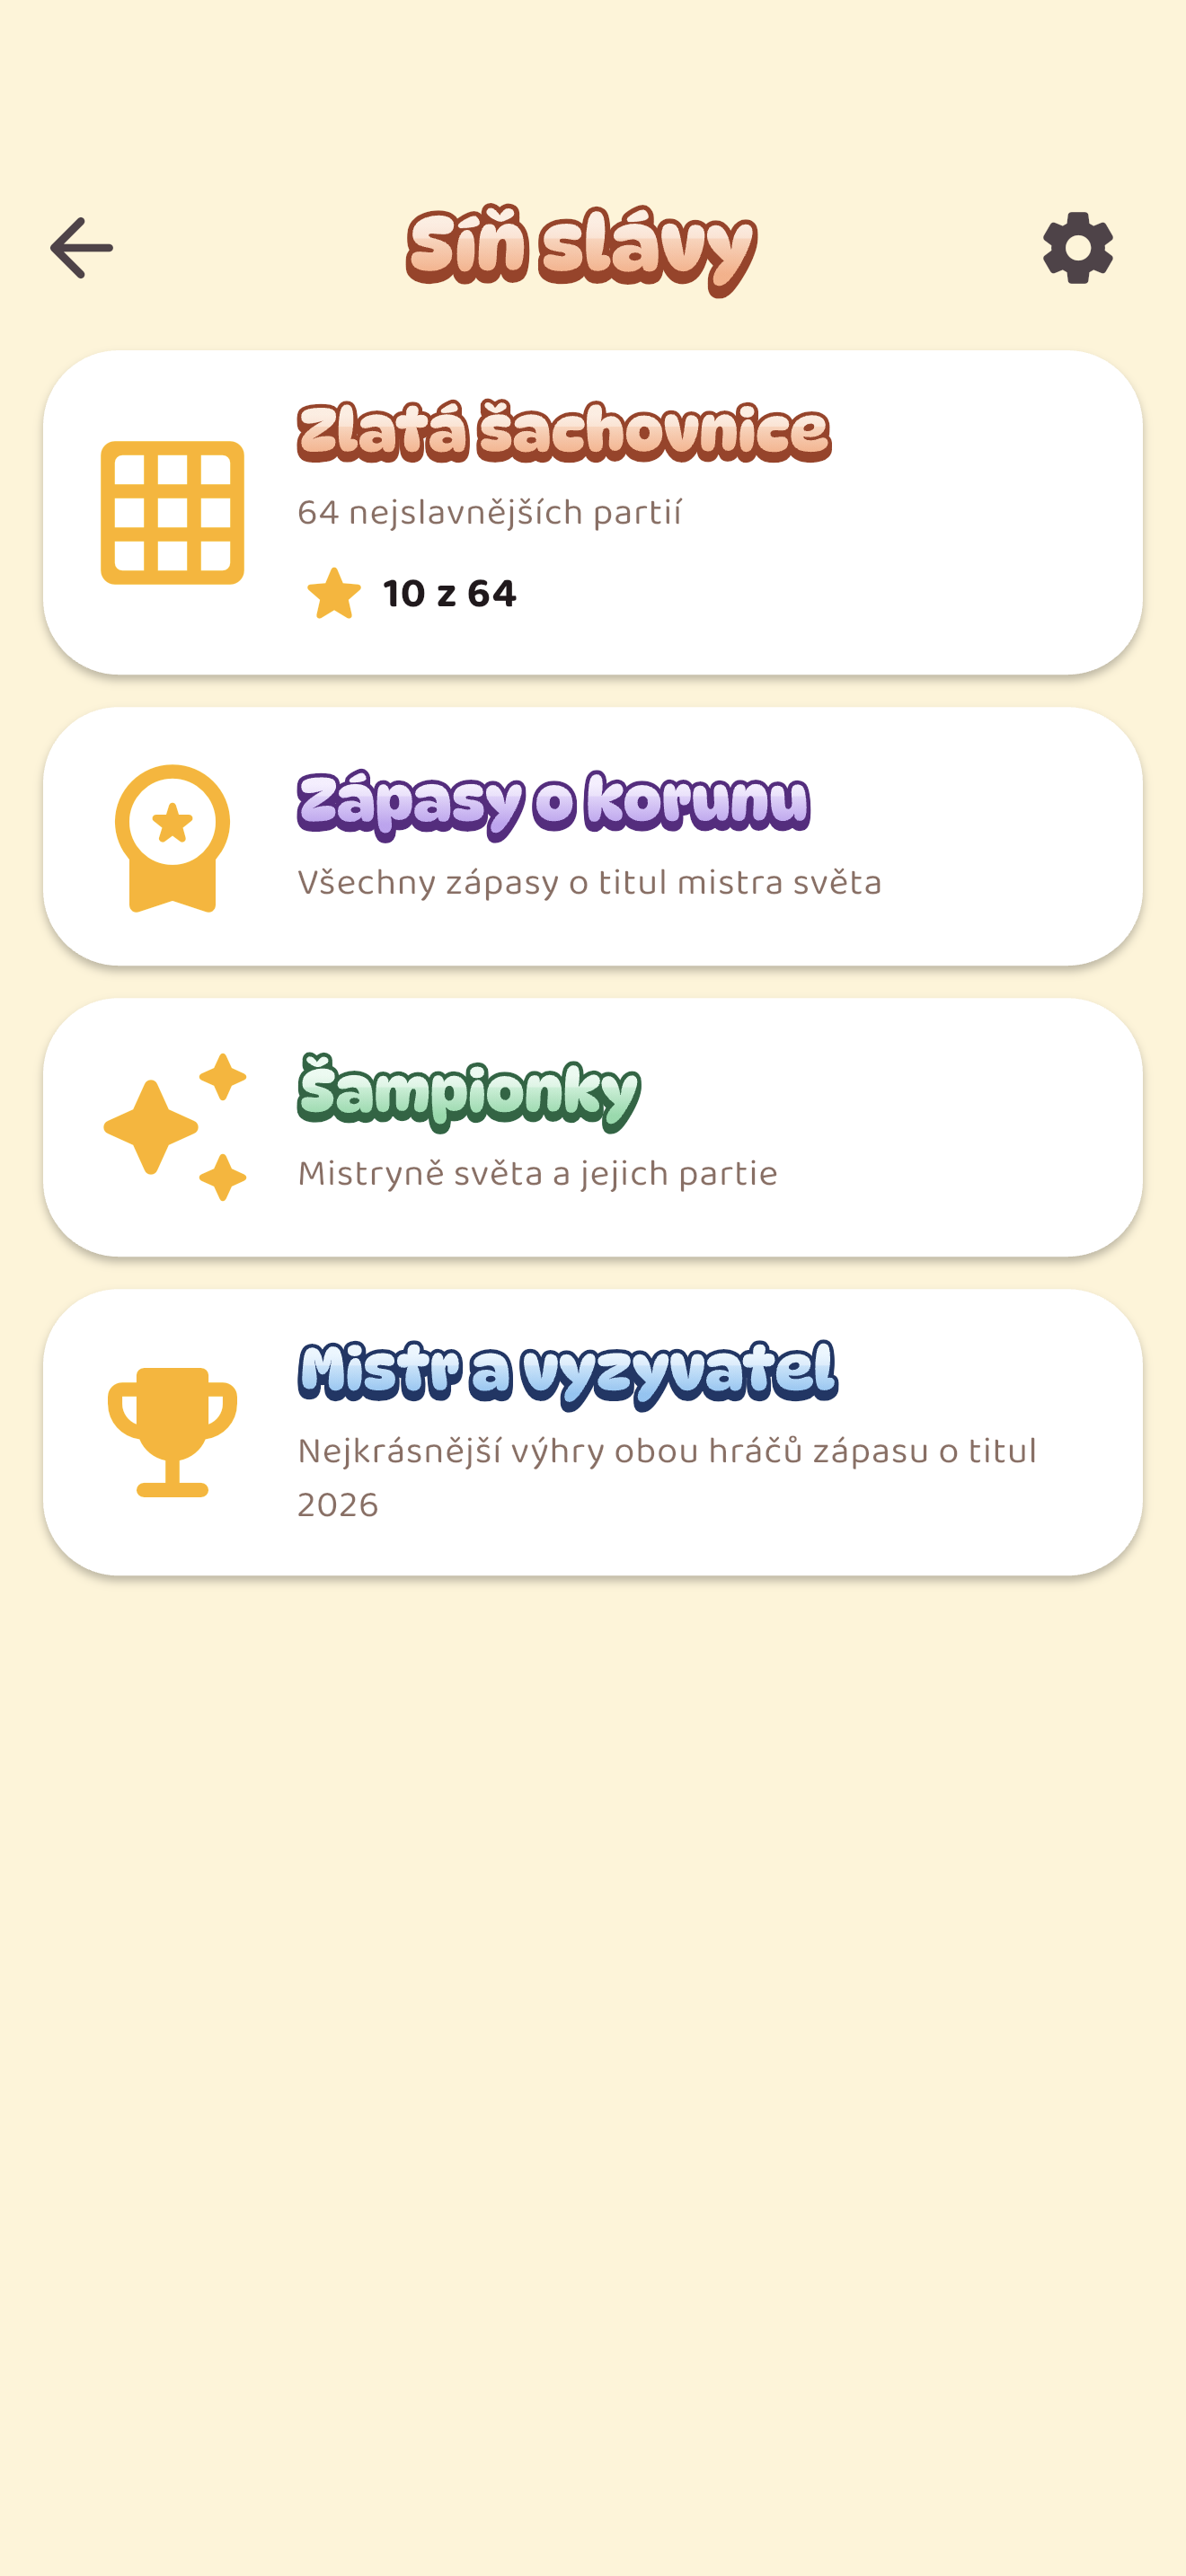 Síň slávy
Zlatá šachovnice
64 nejslavnějších partií
10 z 64
Zápasy o korunu
Všechny zápasy o titul mistra světa
Šampionky
Mistryně světa a jejich partie
Mistr a vyzyvatel
Nejkrásnější výhry obou hráčů zápasu o titul
2026